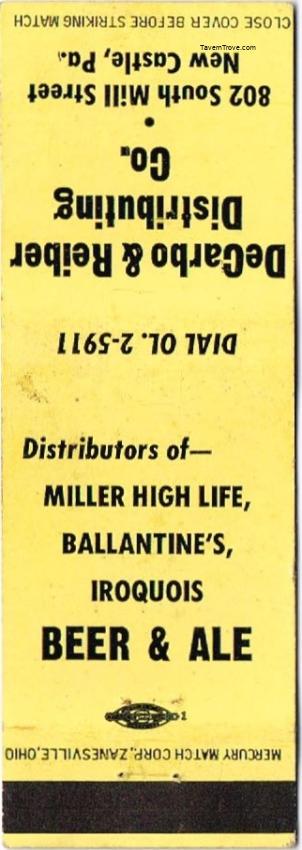 CLOSE COVER BEFORE STRIKING MATCH
TavernTrove.com
DeCarbo & Reiber
Distributing
Co.
•
802 South Mill Street
New Castle, Pa.
DIAL OL. 2-5911
Distributors of—
MILLER HIGH LIFE,
BALLANTINE'S,
IROQUOIS
BEER & ALE
1
MERCURY MATCH CORP., ZANESVILLE, OHIO